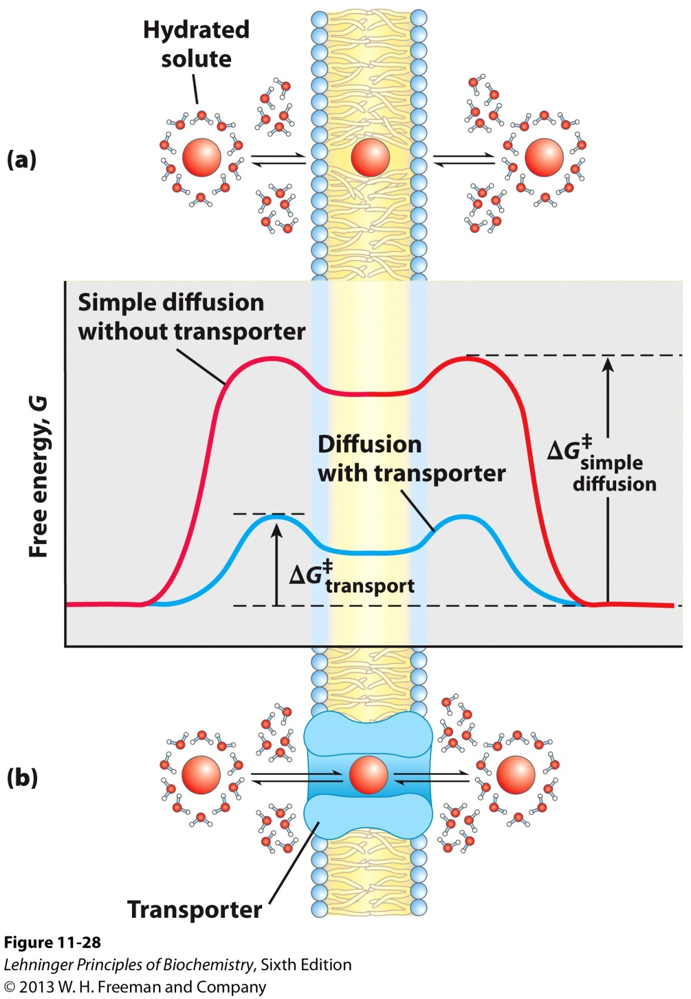 Hydrated
solute
(a)
Simple diffusion
without transporter
Free energy, G
Diffusion
with transporter
ΔG‡simple
diffusion
ΔG‡transport
(b)
Transporter
Figure 11-28
Lehninger Principles of Biochemistry, Sixth Edition
© 2013 W. H. Freeman and Company